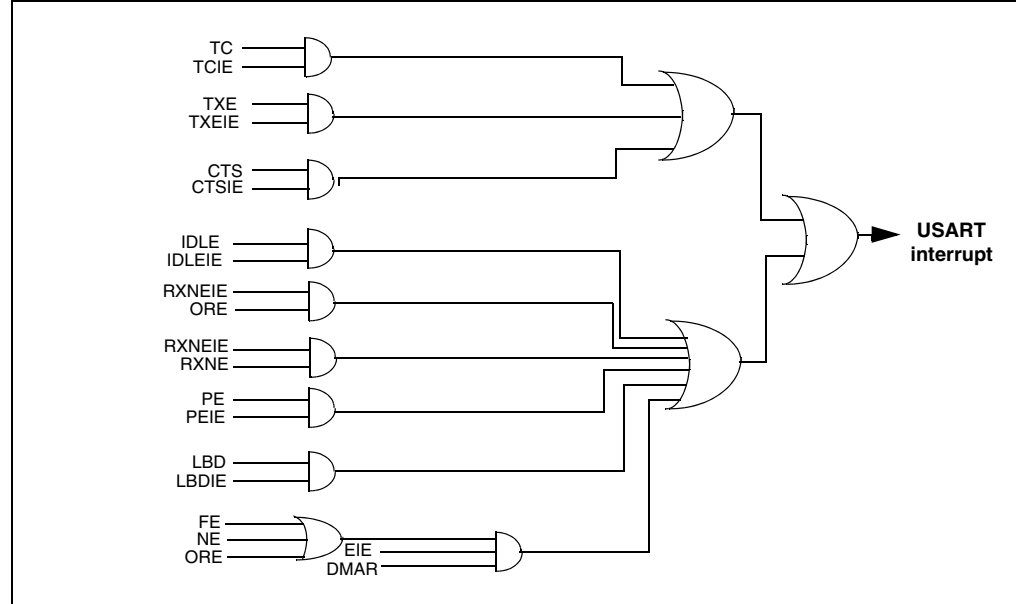 TC
TCIE
TXE
TXEIE
CTS
CTSIE
IDLE
IDLEIE
RXNEIE
ORE
RXNEIE
RXNE
PE
PEIE
LBD
LBDIE
FE
NE
ORE
EIE
DMAR
USART
interrupt